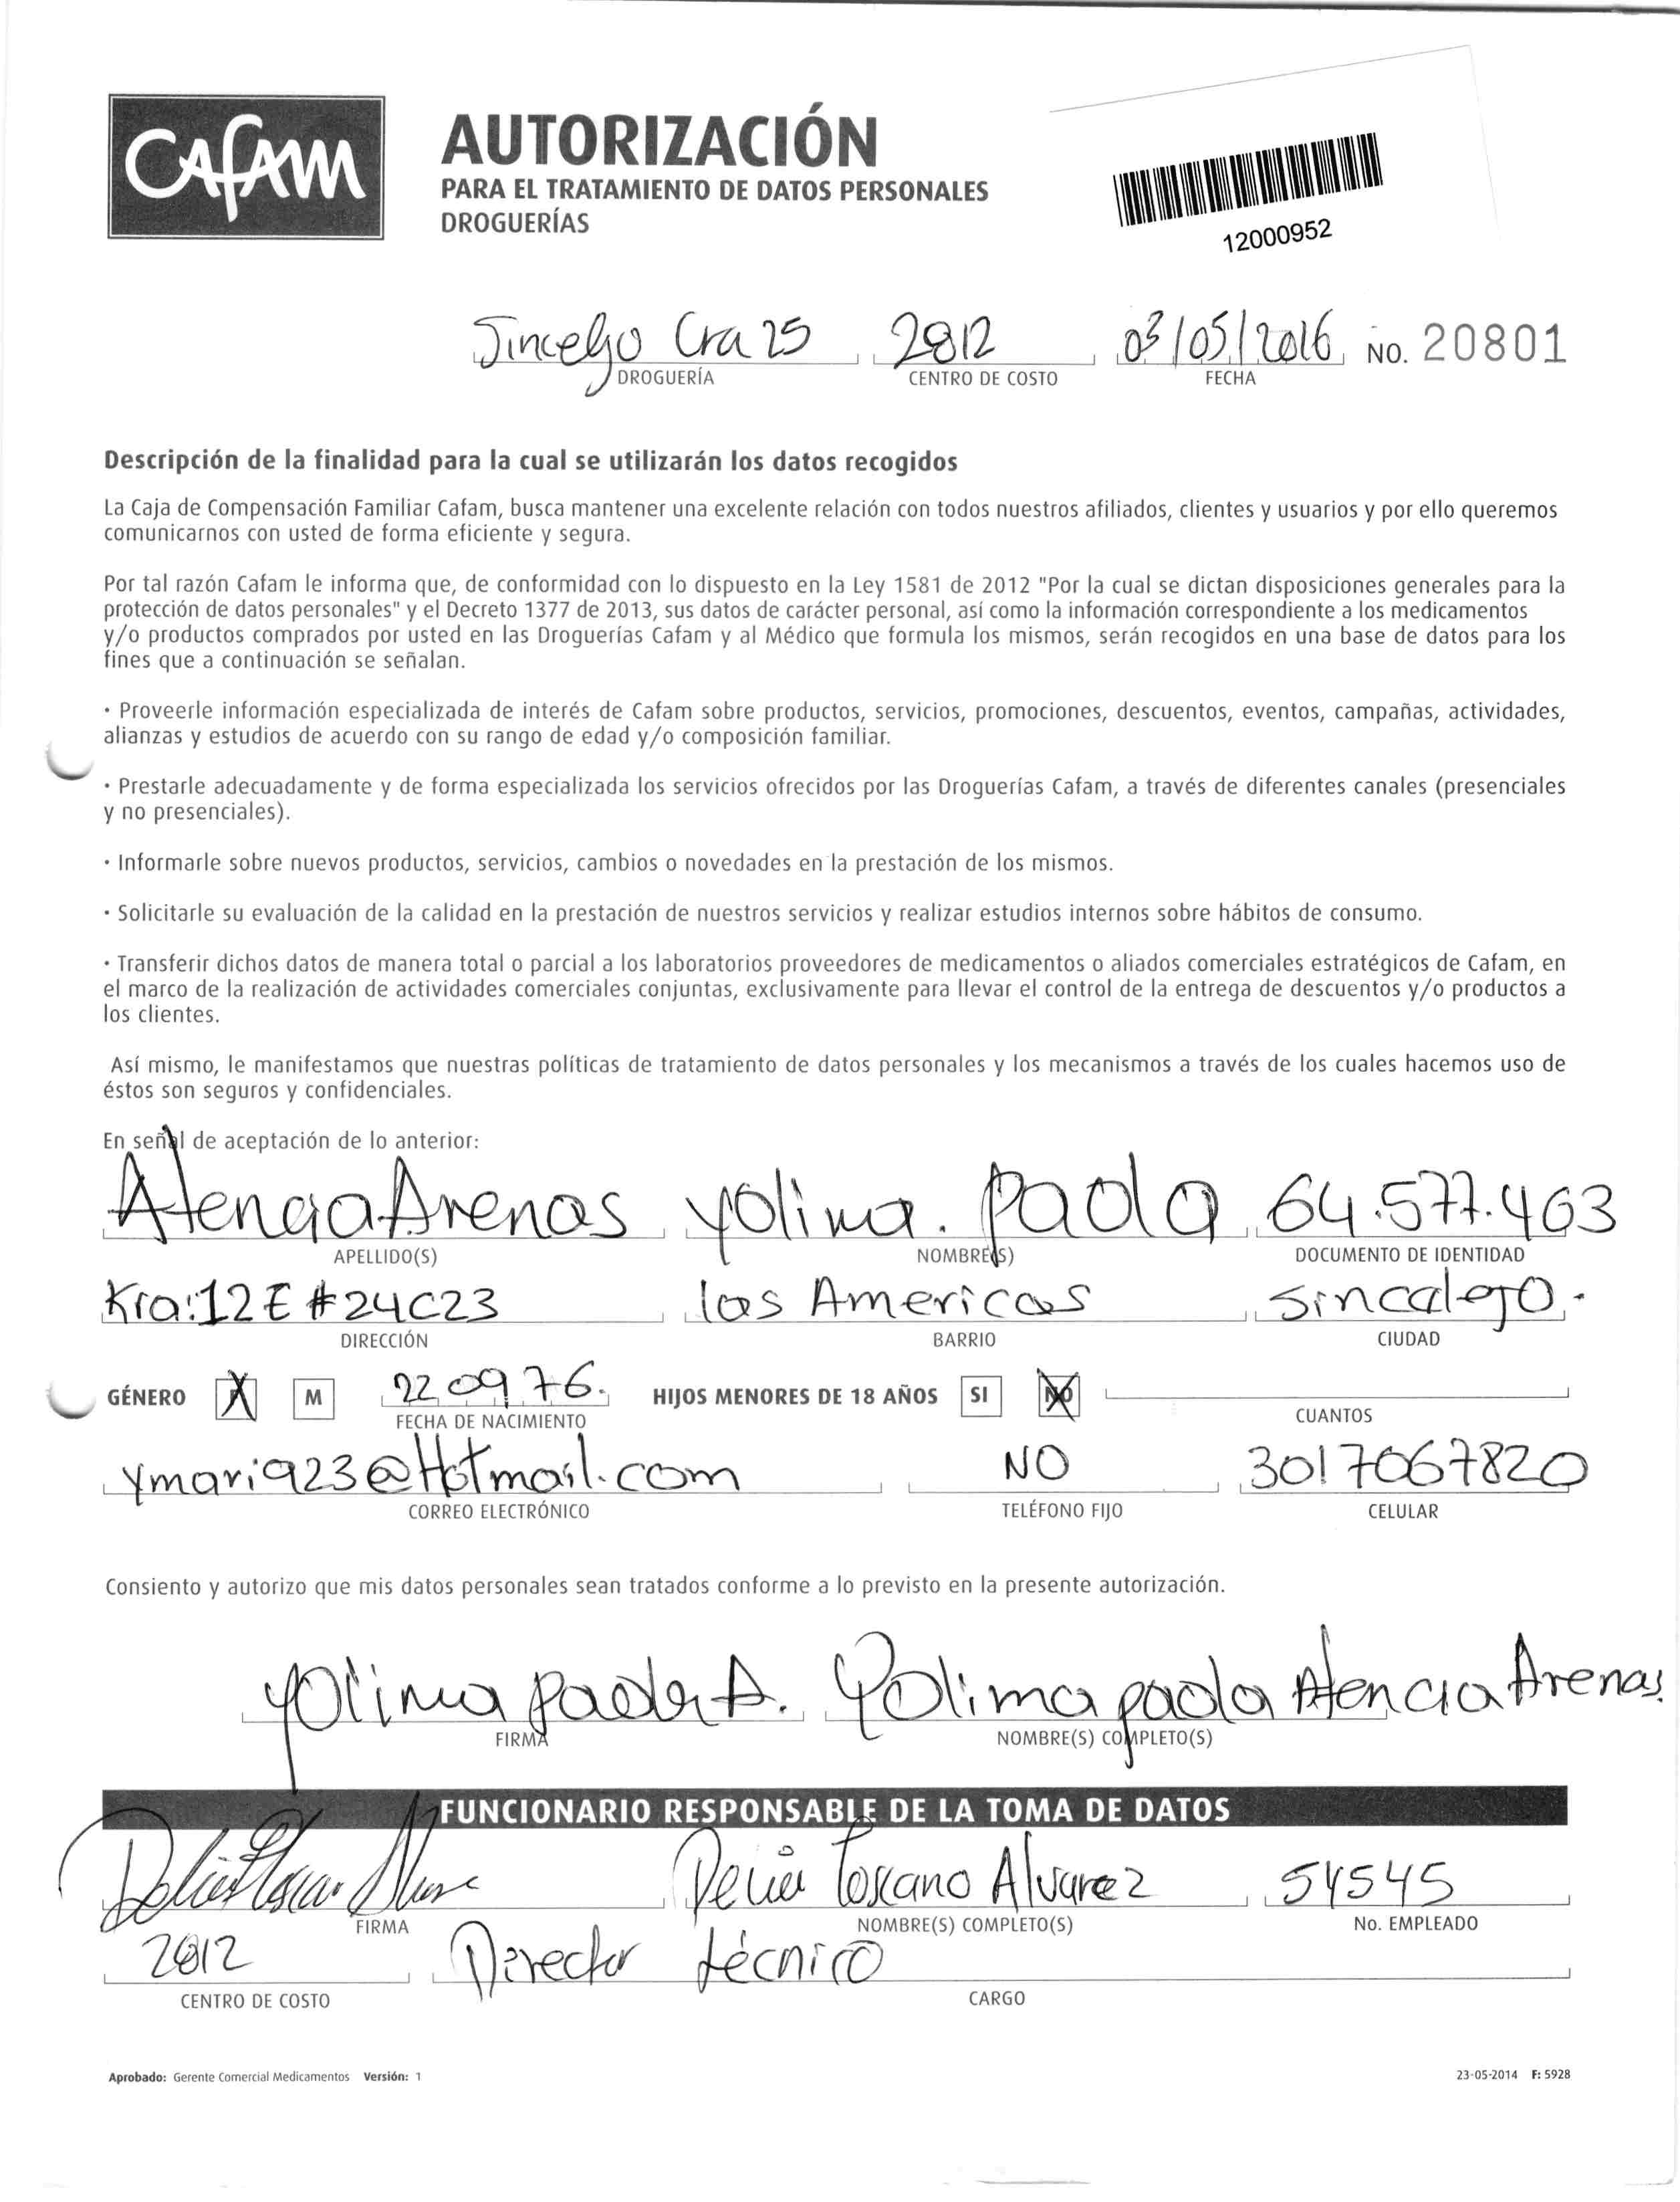 CAFAM
AUTORIZACIÓN
PARA EL TRATAMIENTO DE DATOS PERSONALES
DROGUERÍAS
12000952
Sincelejo Cra 25 2812 03/05/2016 No. 20801
DROGUERÍA CENTRO DE COSTO FECHA
Descripción de la finalidad para la cual se utilizarán los datos recogidos
La Caja de Compensación Familiar Cafam, busca mantener una excelente relación con todos nuestros afiliados, clientes y usuarios y por ello queremos
comunicarnos con usted de forma eficiente y segura.
Por tal razón Cafam le informa que, de conformidad con lo dispuesto en la Ley 1581 de 2012 "Por la cual se dictan disposiciones generales para la
protección de datos personales" y el Decreto 1377 de 2013, sus datos de carácter personal, así como la información correspondiente a los medicamentos
y/o productos comprados por usted en las Droguerías Cafam y al Médico que formula los mismos, serán recogidos en una base de datos para los
fines que a continuación se señalan.
· Proveerle información especializada de interés de Cafam sobre productos, servicios, promociones, descuentos, eventos, campañas, actividades,
alianzas y estudios de acuerdo con su rango de edad y/o composición familiar.
· Prestarle adecuadamente y de forma especializada los servicios ofrecidos por las Droguerías Cafam, a través de diferentes canales (presenciales
y no presenciales).
· Informarle sobre nuevos productos, servicios, cambios o novedades en la prestación de los mismos.
· Solicitarle su evaluación de la calidad en la prestación de nuestros servicios y realizar estudios internos sobre hábitos de consumo.
· Transferir dichos datos de manera total o parcial a los laboratorios proveedores de medicamentos o aliados comerciales estratégicos de Cafam, en
el marco de la realización de actividades comerciales conjuntas, exclusivamente para llevar el control de la entrega de descuentos y/o productos a
los clientes.
Así mismo, le manifestamos que nuestras políticas de tratamiento de datos personales y los mecanismos a través de los cuales hacemos uso de
éstos son seguros y confidenciales.
En señal de aceptación de lo anterior:
Atencia Arenas yolima. paola 64.577.463
APELLIDO(S) NOMBRE(S) DOCUMENTO DE IDENTIDAD
Kra:12E #24C23 las Americas sincelejo.
DIRECCIÓN BARRIO CIUDAD
GÉNERO F M 22 09 76. HIJOS MENORES DE 18 AÑOS SI NO
FECHA DE NACIMIENTO CUANTOS
ymari923@Hotmail.com NO 3017067820
CORREO ELECTRÓNICO TELÉFONO FIJO CELULAR
Consiento y autorizo que mis datos personales sean tratados conforme a lo previsto en la presente autorización.
yolima paola A. Yolima paola Atencia Arenas.
FIRMA NOMBRE(S) COMPLETO(S)
FUNCIONARIO RESPONSABLE DE LA TOMA DE DATOS
Delia Toscano Alvarez 54545
FIRMA NOMBRE(S) COMPLETO(S) No. EMPLEADO
2812 Director técnico
CENTRO DE COSTO CARGO
Aprobado: Gerente Comercial Medicamentos Versión: 1 23-05-2014 F: 5928